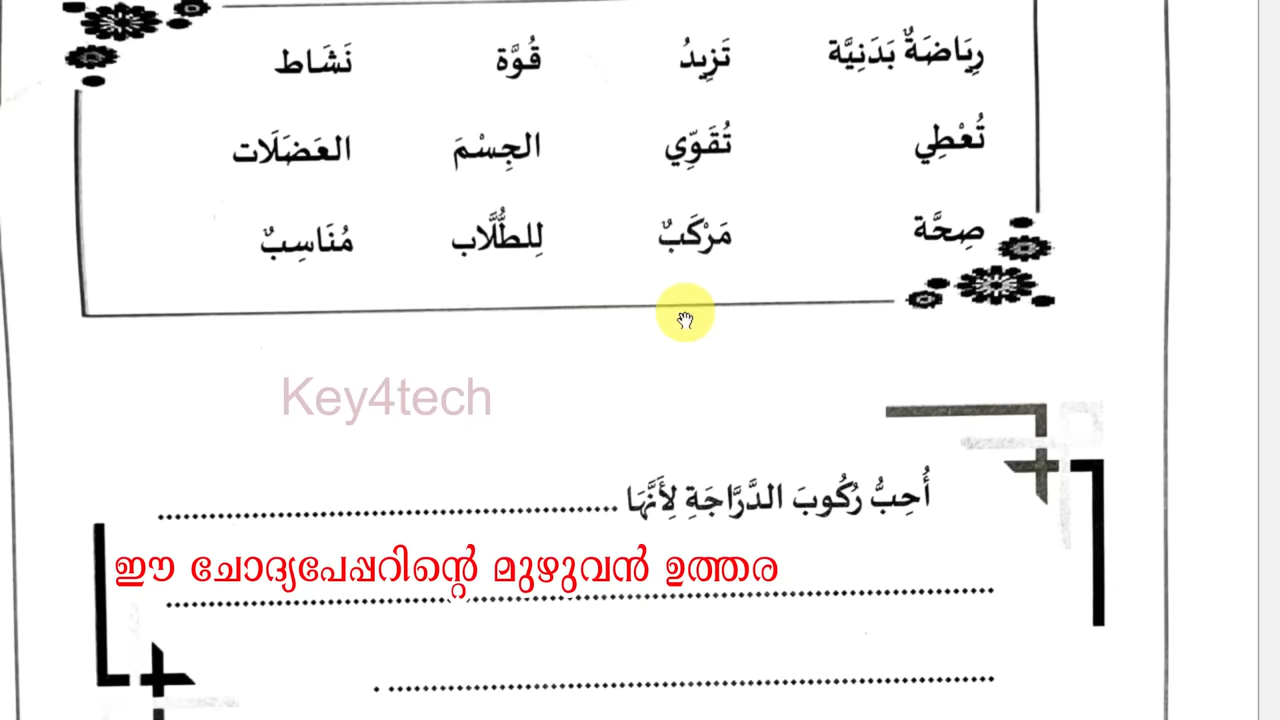 رِيَاضَةٌ بَدَنِيَّة تَزِيدُ قُوَّة نَشَاط
تُعْطِي تُقَوِّي الجِسْمَ العَضَلَات
صِحَّة مَرْكَبٌ لِلطُّلَّاب مُنَاسِبٌ
Key4tech
أُحِبُّ رُكُوبَ الدَّرَّاجَةِ لِأَنَّهَا ..............................................
ഈ ചോദ്യപേപ്പറിന്റെ മുഴുവൻ ഉത്തര